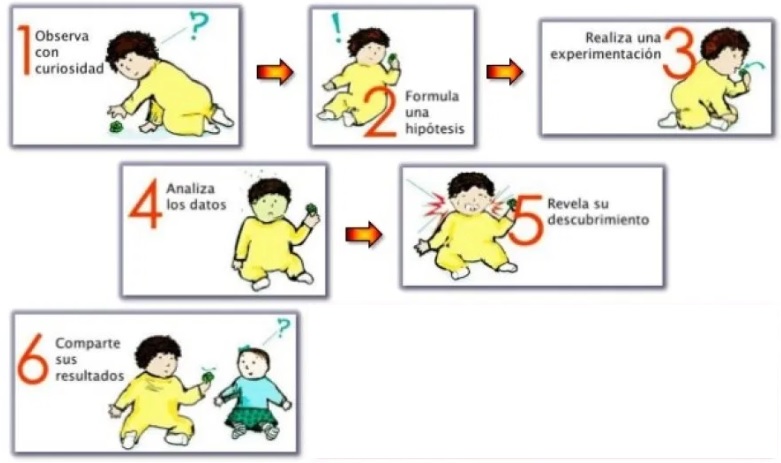 1 Observa
con
curiosidad
?
!
2 Formula
una
hipótesis
Realiza una
experimentación 3
4 Analiza
los datos
5 Revela su
descubrimiento
6 Comparte
sus
resultados
?